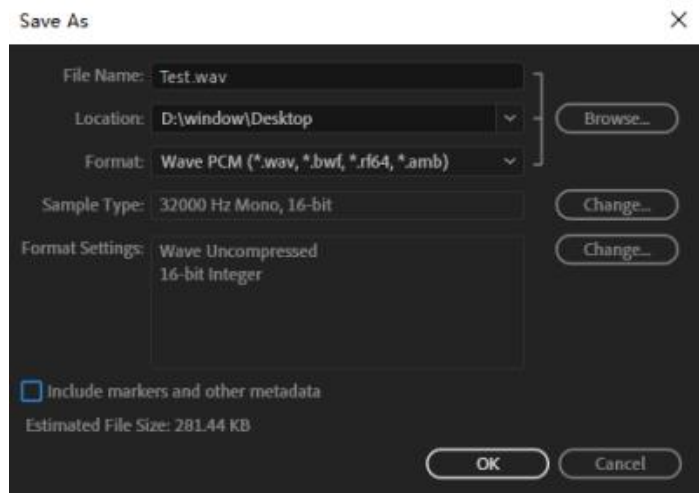 Save As
File Name: Test.wav
Location: D:\window\Desktop
Browse...
Format: Wave PCM (*.wav, *.bwf, *.rf64, *.amb)
Sample Type: 32000 Hz Mono, 16-bit
Change...
Format Settings: Wave Uncompressed
Change...
16-bit Integer
Include markers and other metadata
Estimated File Size: 281.44 KB
OK
Cancel